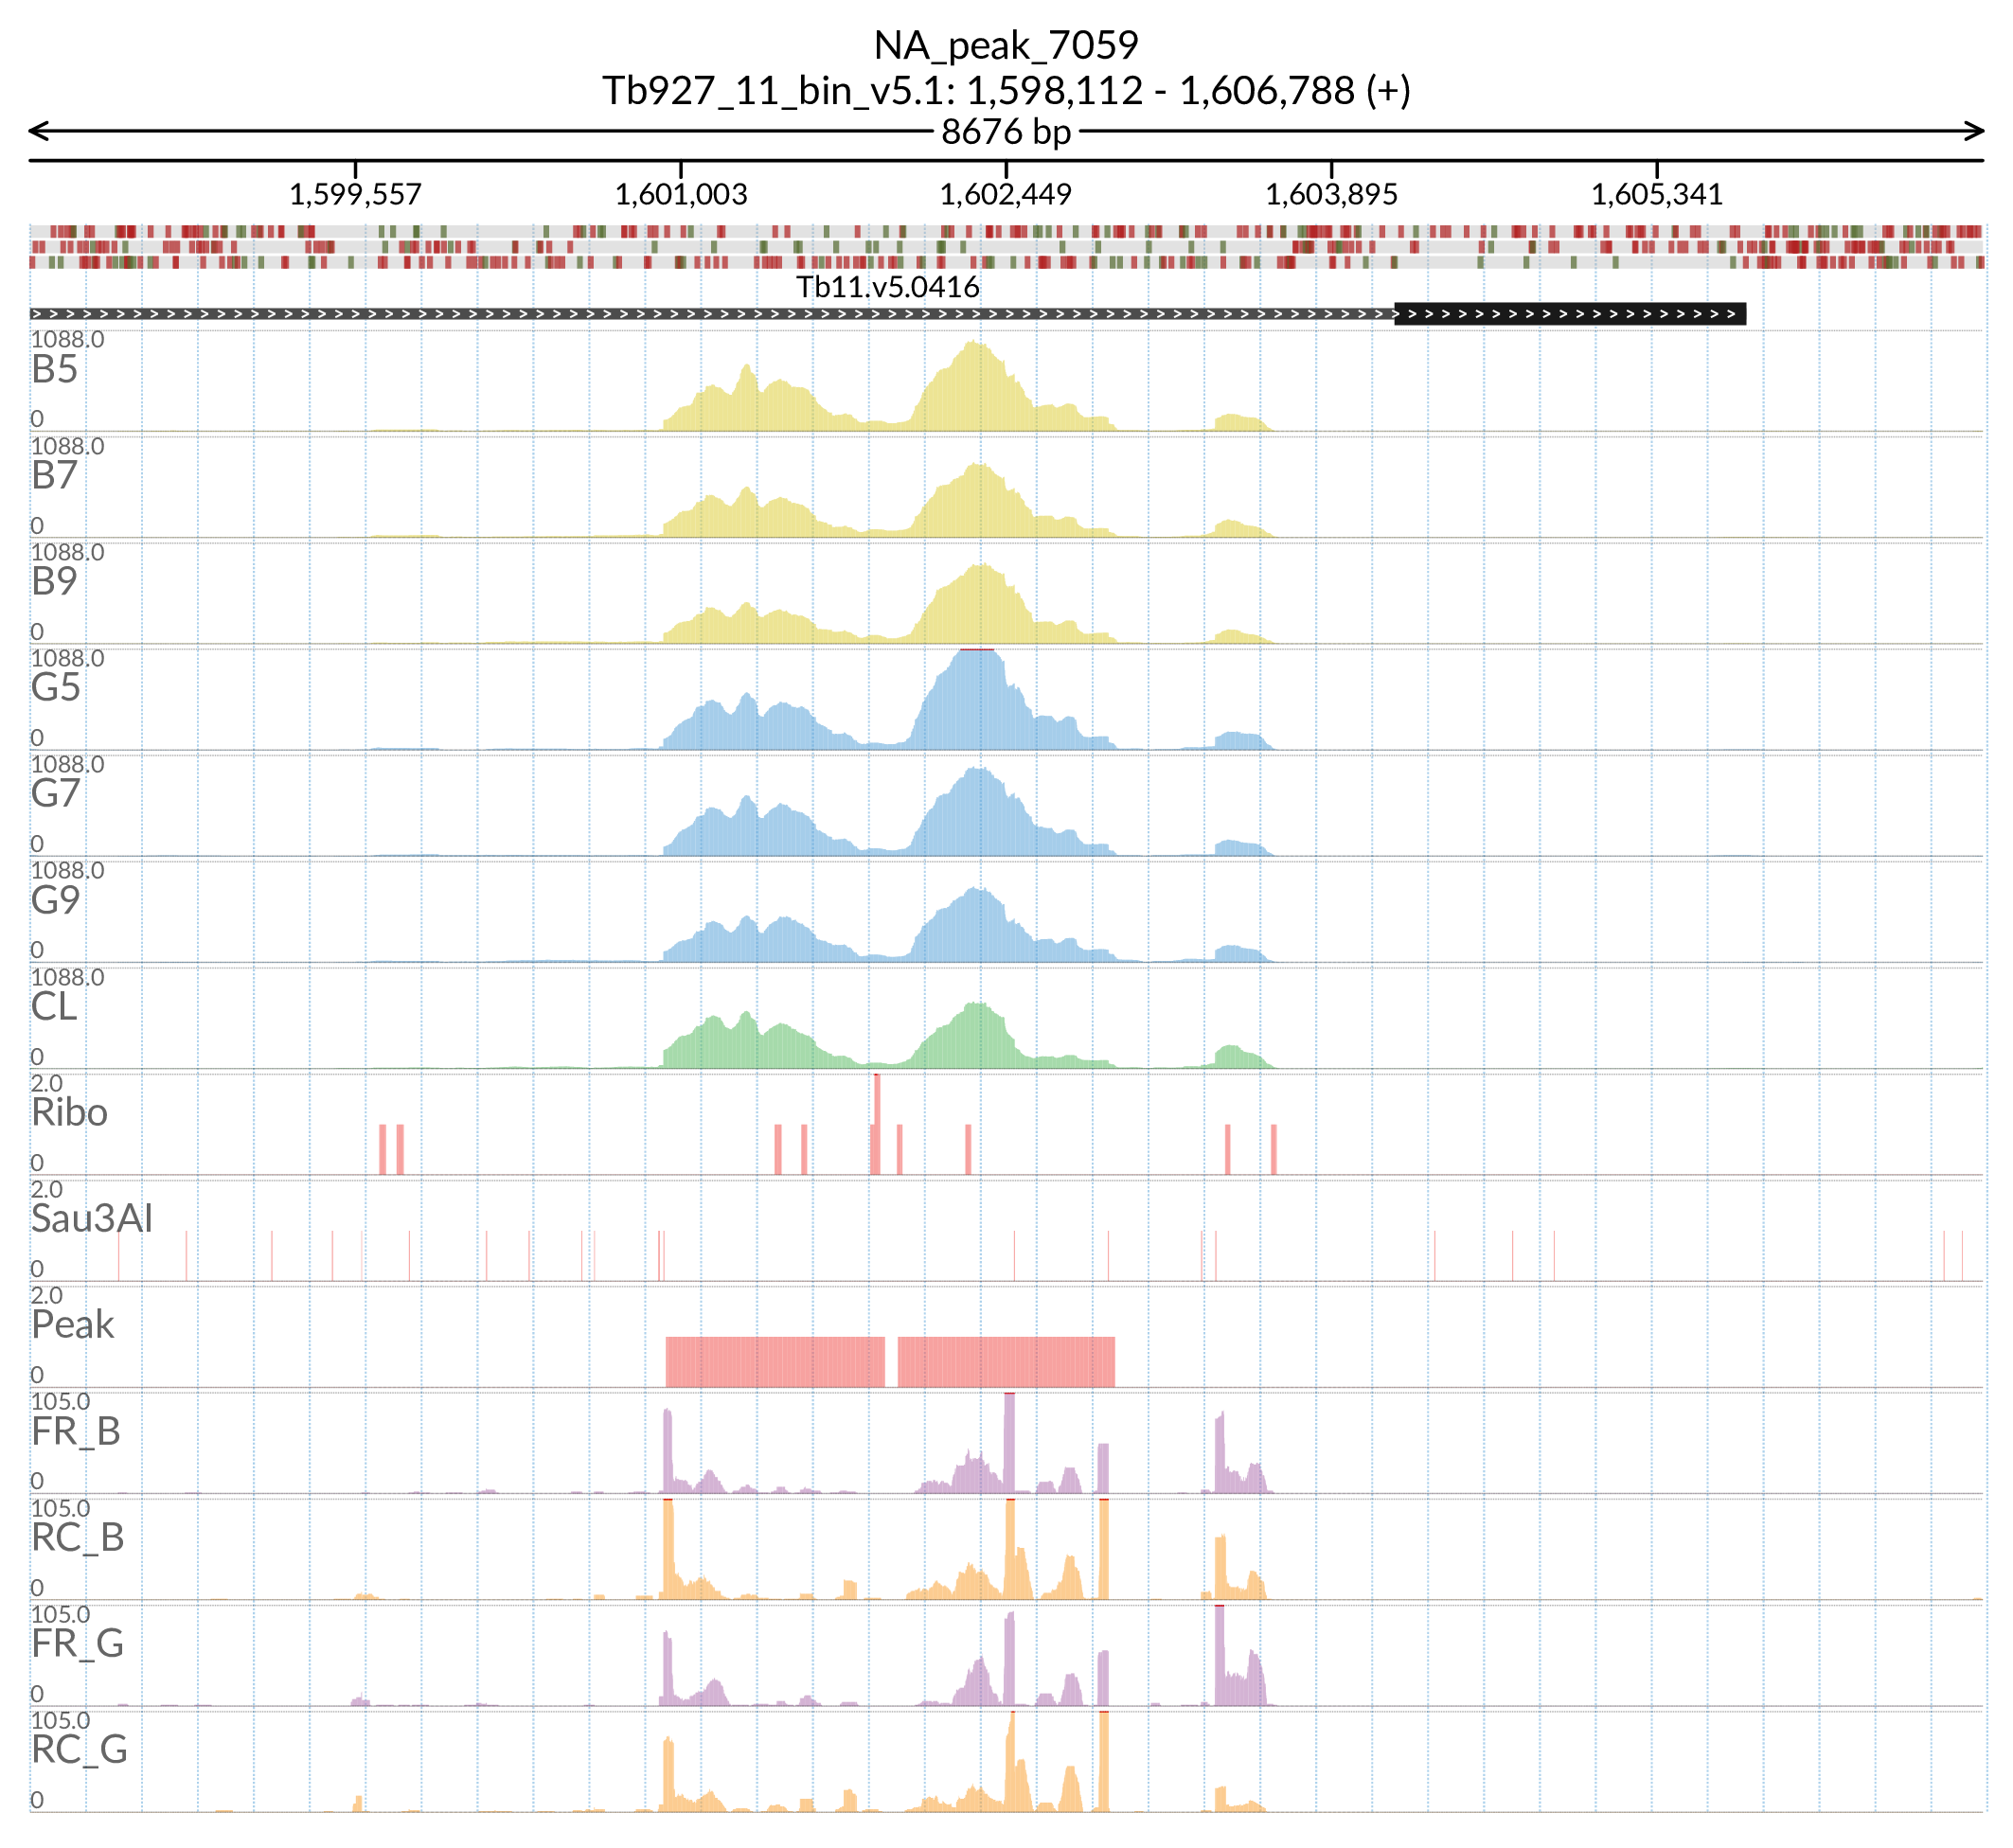 NA_peak_7059
Tb927_11_bin_v5.1: 1,598,112 - 1,606,788 (+)
8676 bp
1,599,557 1,601,003 1,602,449 1,603,895 1,605,341
Tb11.v5.0416
1088.0
B5
0
1088.0
B7
0
1088.0
B9
0
1088.0
G5
0
1088.0
G7
0
1088.0
G9
0
1088.0
CL
0
2.0
Ribo
0
2.0
Sau3AI
0
2.0
Peak
0
105.0
FR_B
0
105.0
RC_B
0
105.0
FR_G
0
105.0
RC_G
0